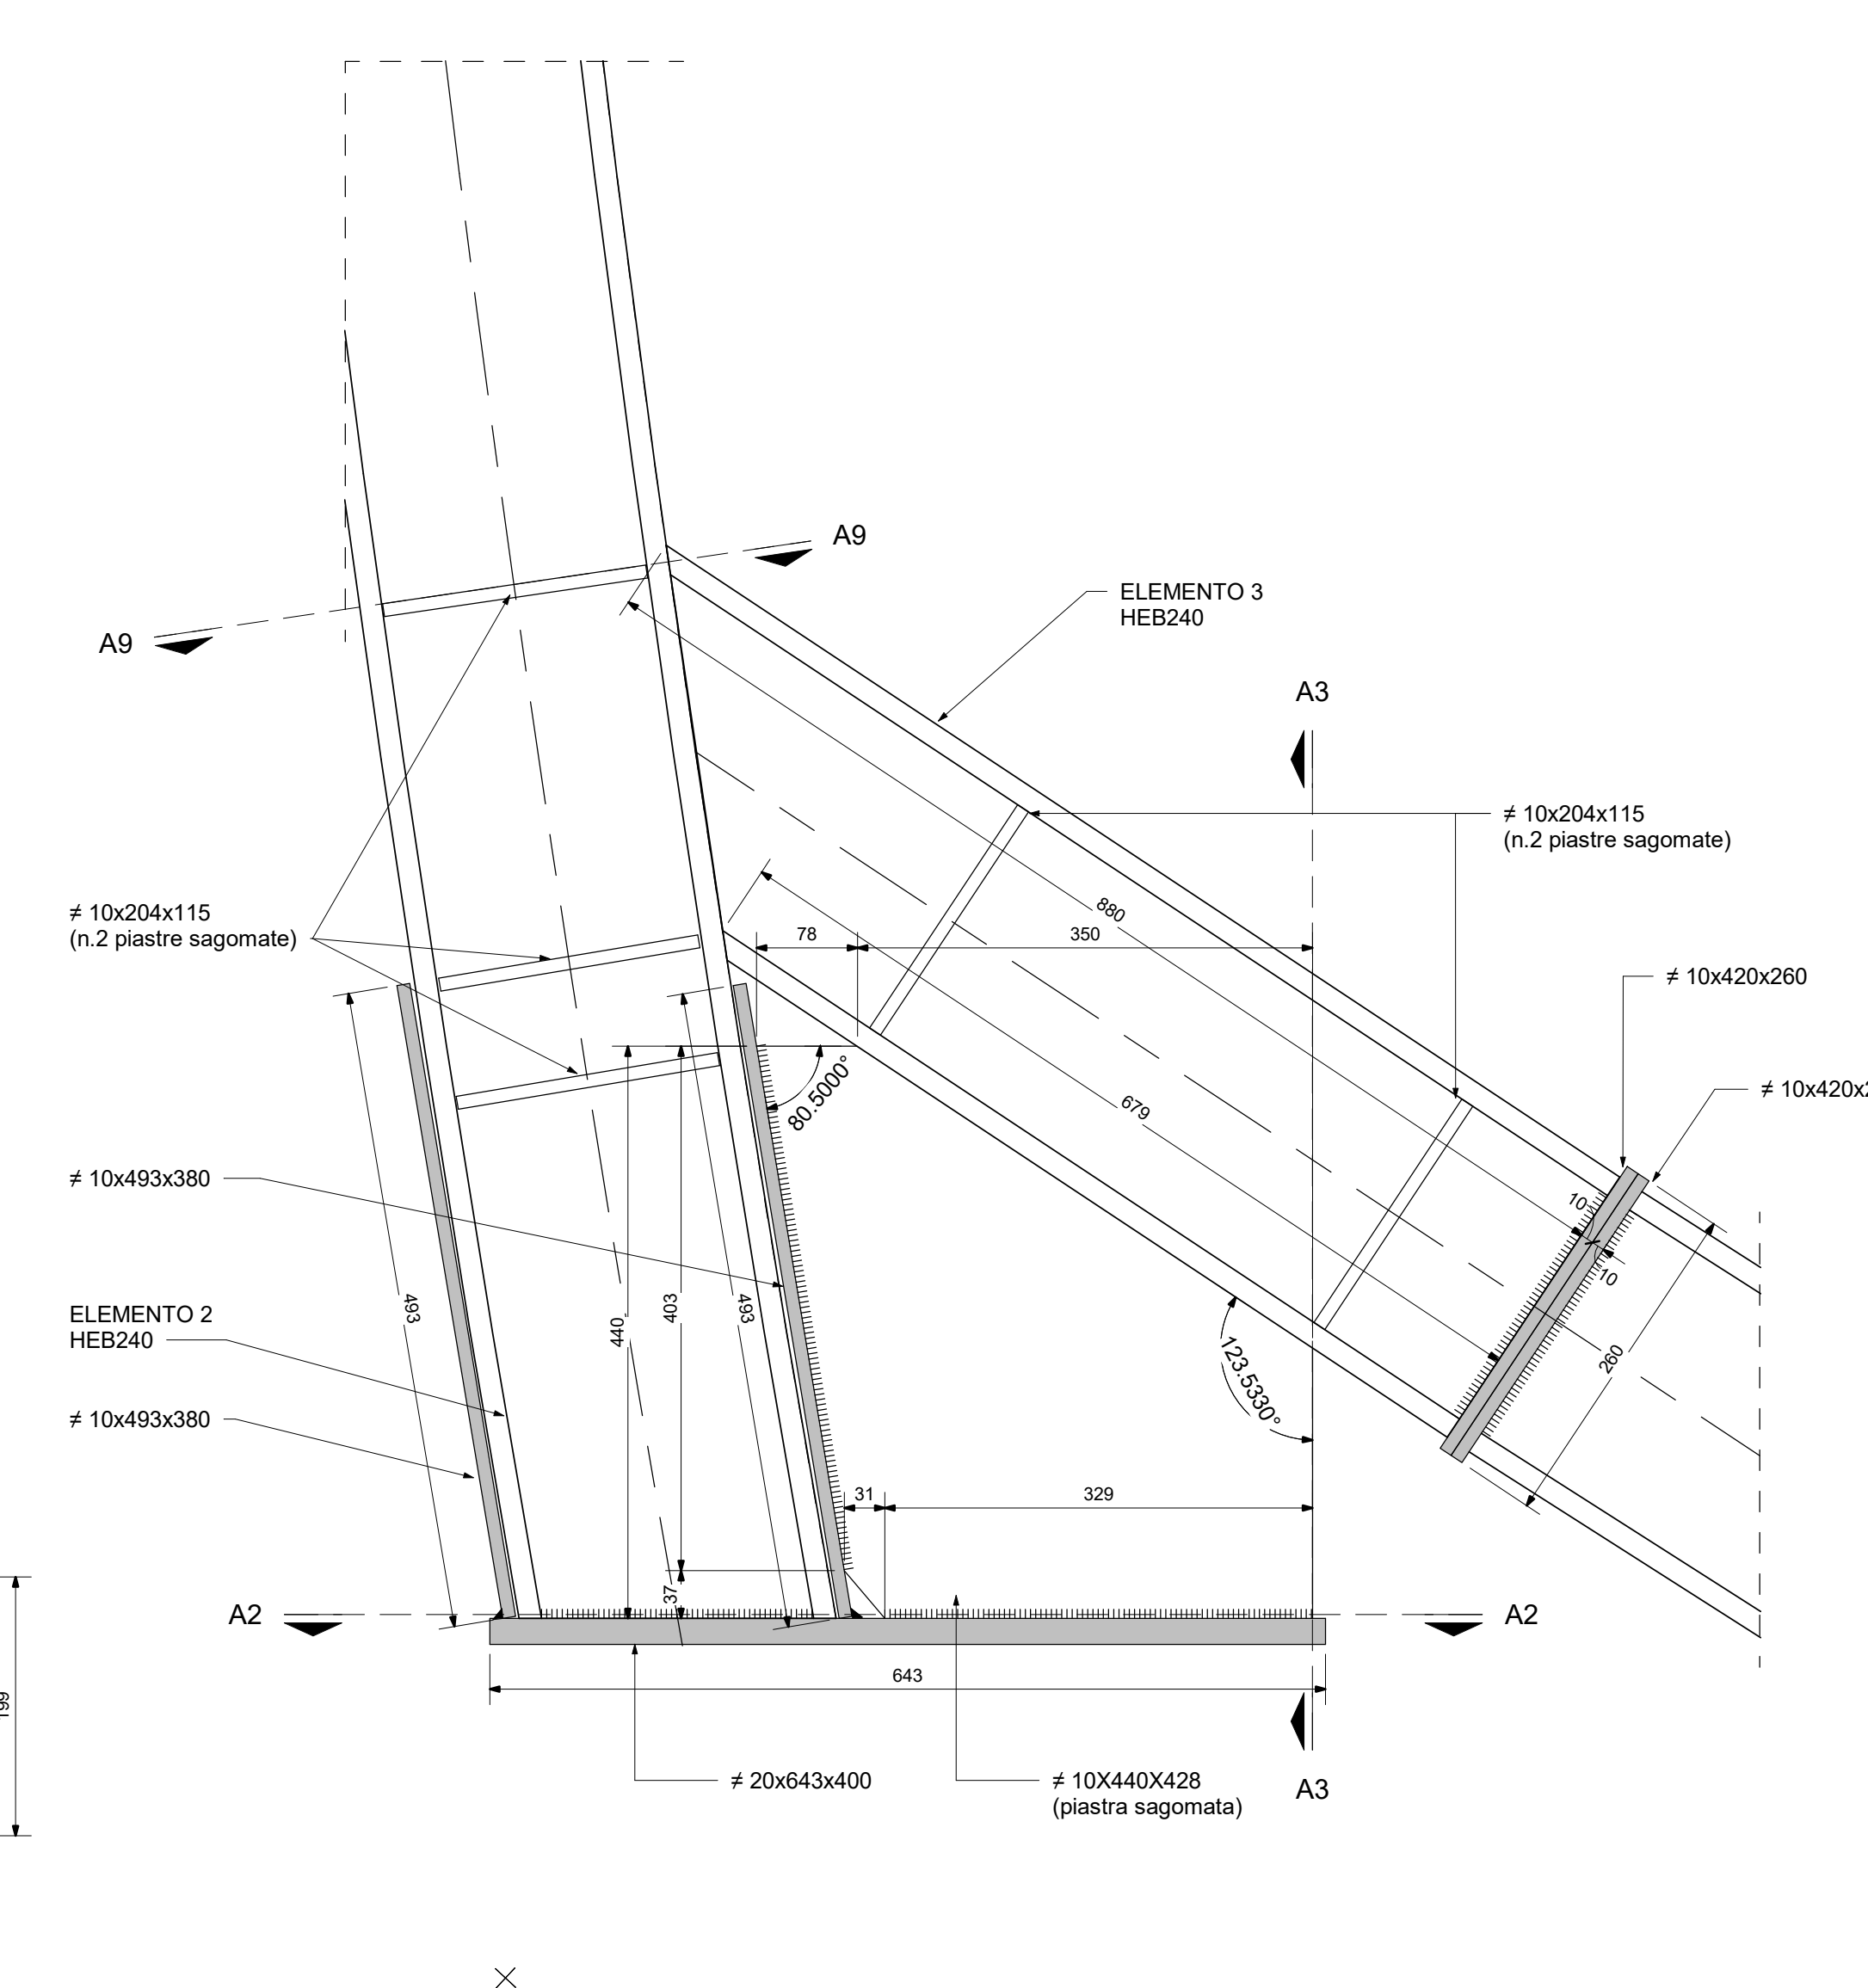 A9
A9
ELEMENTO 3
HEB240
A3
≠ 10x204x115
(n.2 piastre sagomate)
≠ 10x204x115
(n.2 piastre sagomate)
880
78
350
≠ 10x420x260
80.5000°
679
≠ 10x420x2
≠ 10x493x380
10
10
493
440
403
493
ELEMENTO 2
HEB240
123.5330°
260
≠ 10x493x380
31
329
37
A2
A2
643
199
≠ 20x643x400
≠ 10X440X428
(piastra sagomata)
A3